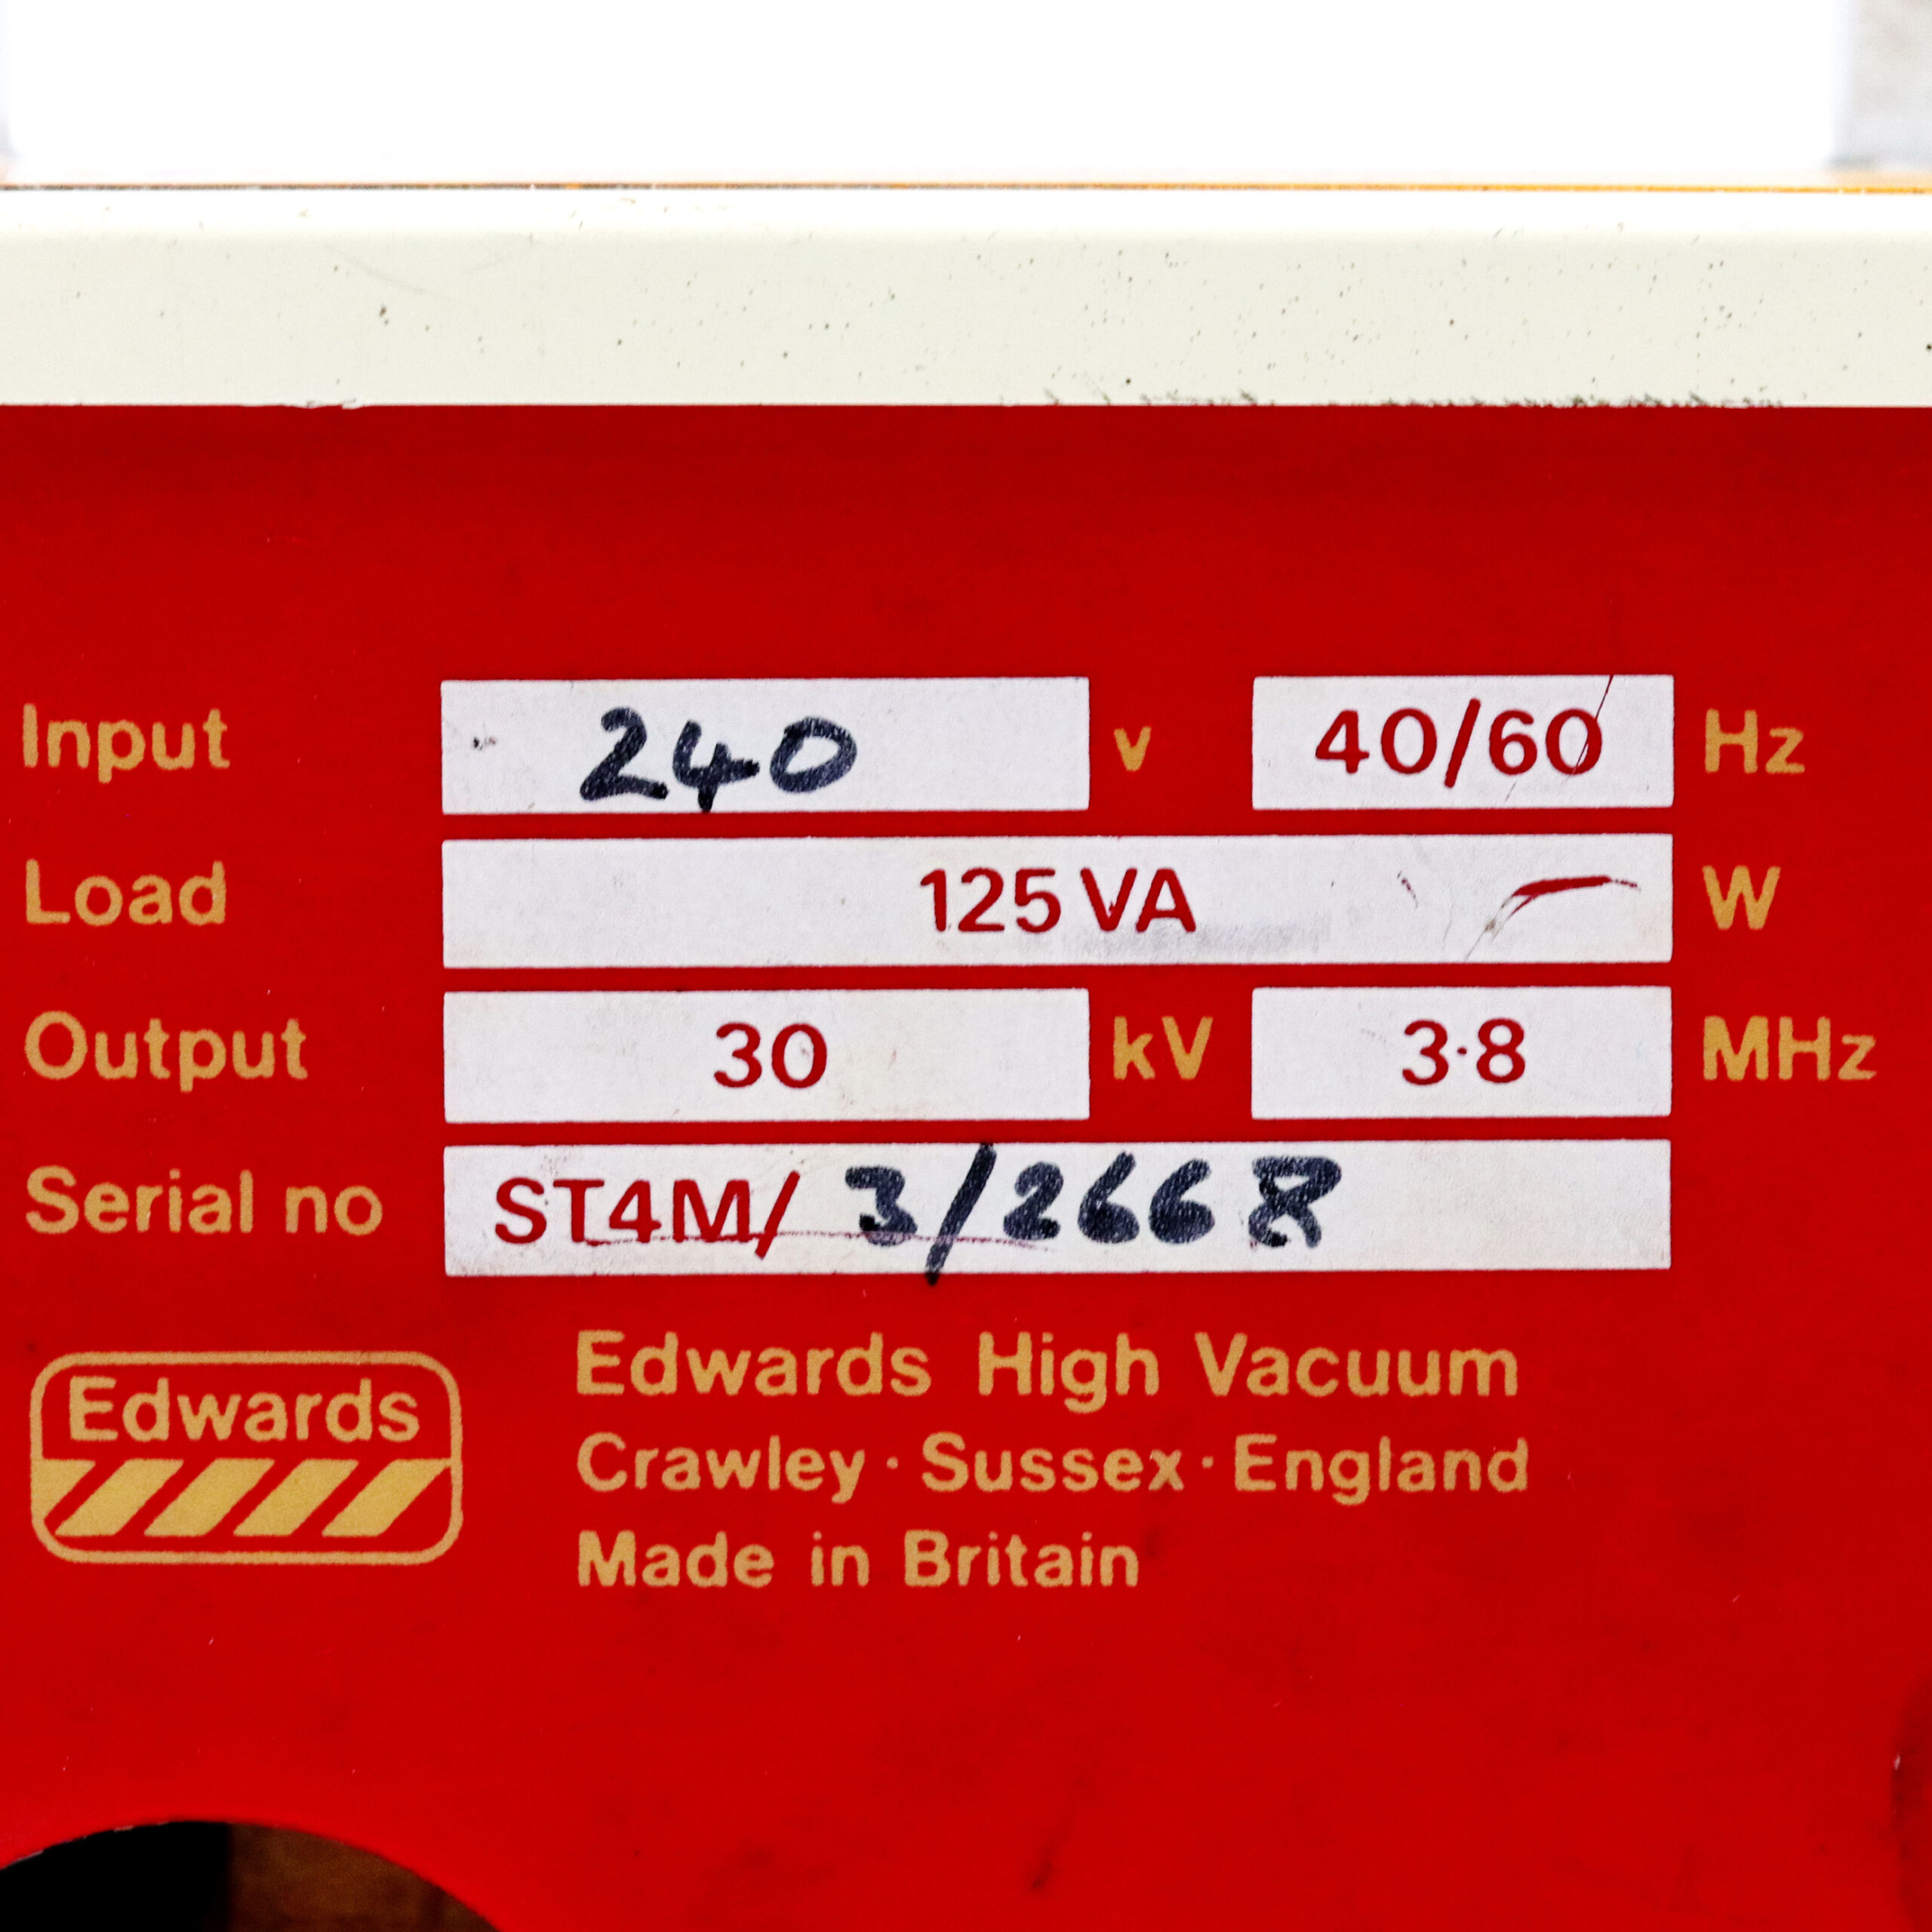 Input 240 v 40/60 Hz
Load 125 VA W
Output 30 kV 3·8 MHz
Serial no ST4M/ 3/2668
Edwards
Edwards High Vacuum
Crawley · Sussex · England
Made in Britain